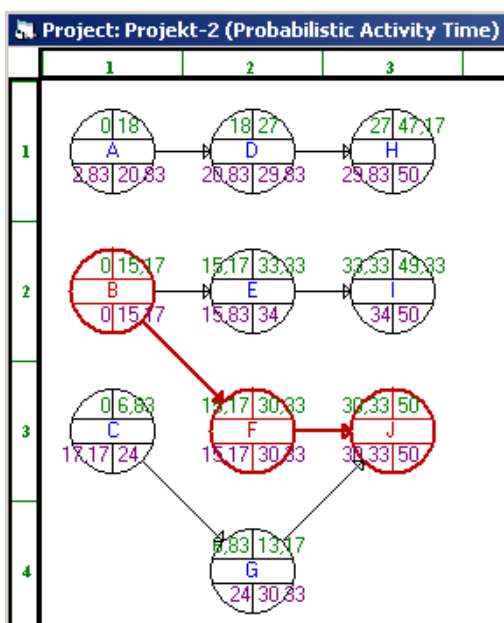 Project: Projekt-2 (Probabilistic Activity Time)
1 2 3
1
0 18 18 27 27 47,17
A D H
2,83 20,83 20,83 29,83 29,83 50
2
0 15,17 15,17 33,33 33,33 49,33
B E I
0 15,17 15,83 34 34 50
3
0 6,83 15,17 30,33 30,33 50
C F J
17,17 24 15,17 30,33 30,33 50
4
6,83 13,17
G
24 30,33